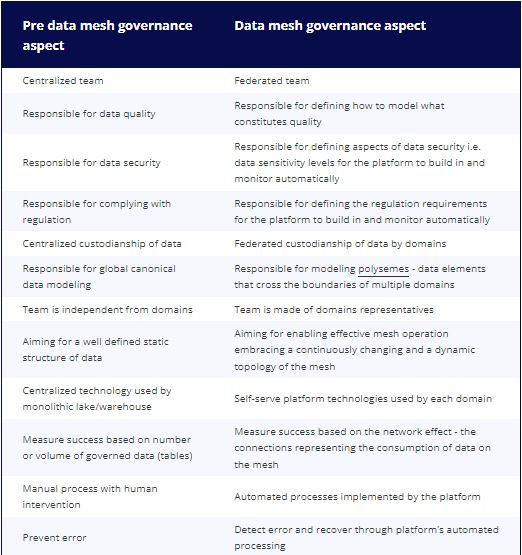 Pre data mesh governance
aspect
Data mesh governance aspect
Centralized team
Federated team
Responsible for data quality
Responsible for defining how to model what
constitutes quality
Responsible for data security
Responsible for defining aspects of data security i.e.
data sensitivity levels for the platform to build in and
monitor automatically
Responsible for complying with
regulation
Responsible for defining the regulation requirements
for the platform to build in and monitor automatically
Centralized custodianship of data
Federated custodianship of data by domains
Responsible for global canonical
data modeling
Responsible for modeling polysemes - data elements
that cross the boundaries of multiple domains
Team is independent from domains
Team is made of domains representatives
Aiming for a well defined static
structure of data
Aiming for enabling effective mesh operation
embracing a continuously changing and a dynamic
topology of the mesh
Centralized technology used by
monolithic lake/warehouse
Self-serve platform technologies used by each domain
Measure success based on number
or volume of governed data (tables)
Measure success based on the network effect - the
connections representing the consumption of data on
the mesh
Manual process with human
intervention
Automated processes implemented by the platform
Prevent error
Detect error and recover through platform's automated
processing